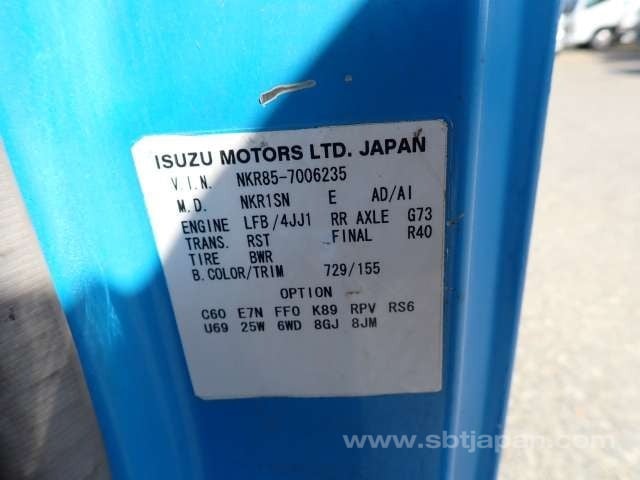 ISUZU MOTORS LTD. JAPAN
V.I.N. NKR85-7006235
M.D. NKR1SN E AD/AI
ENGINE LFB/4JJ1 RR AXLE G73
TRANS. RST FINAL R40
TIRE BWR
B.COLOR/TRIM 729/155
OPTION
C60 E7N FF0 K89 RPV RS6
U69 25W 6WD 8GJ 8JM
www.sbtjapan.com